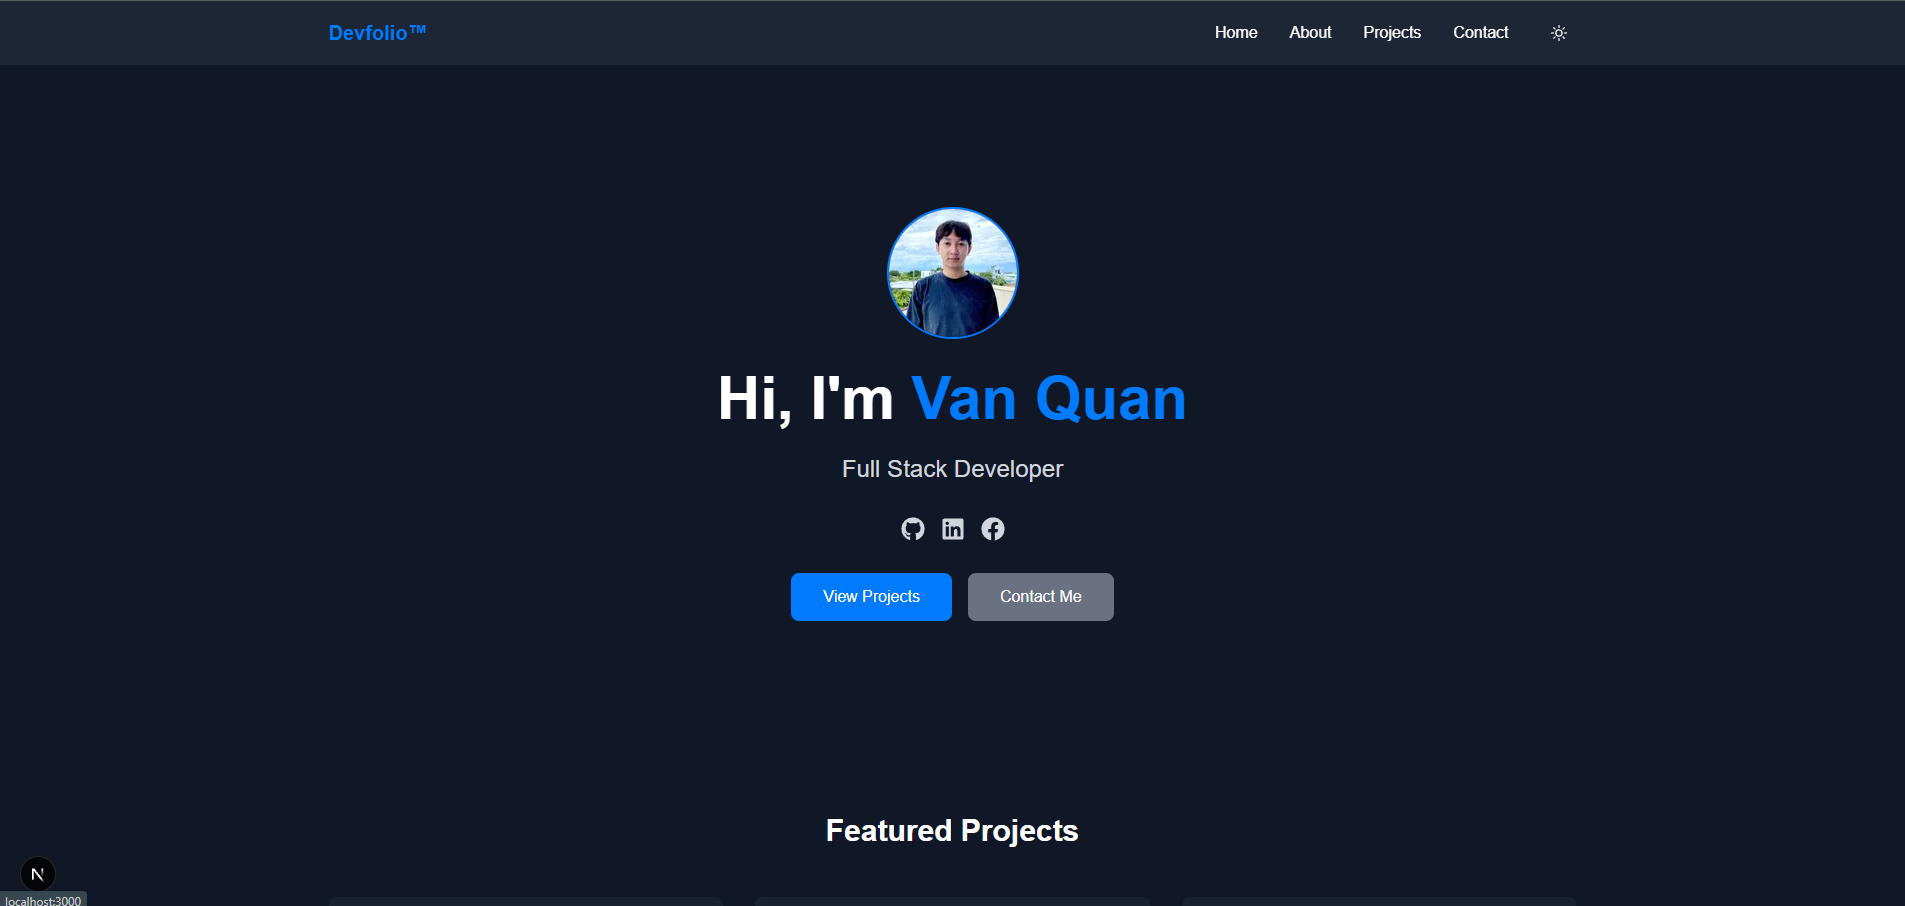 Devfolio™ Home About Projects Contact
Hi, I'm Van Quan
Full Stack Developer
in
View Projects Contact Me
Featured Projects
N
localhost:3000